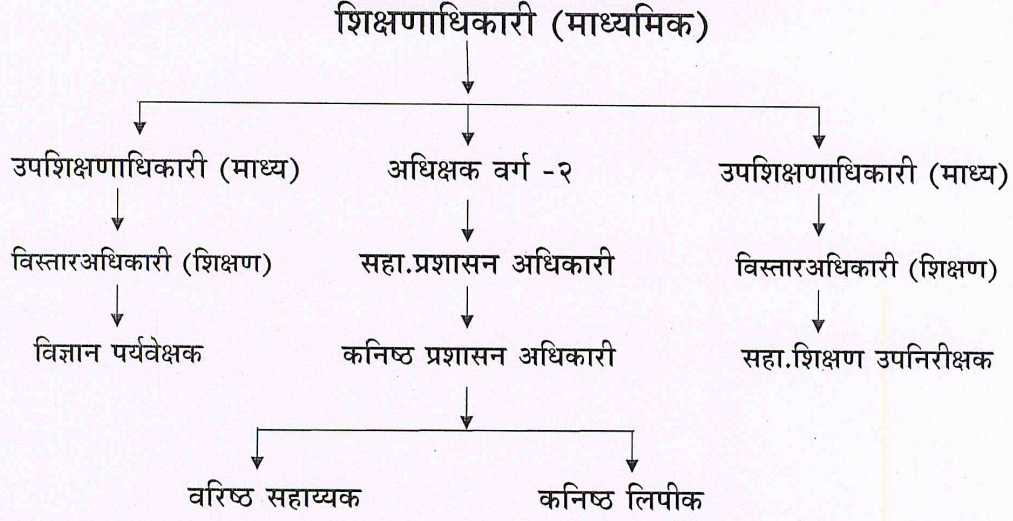 शिक्षणाधिकारी (माध्यमिक)
उपशिक्षणाधिकारी (माध्य)
अधिक्षक वर्ग -२
उपशिक्षणाधिकारी (माध्य)
विस्तारअधिकारी (शिक्षण)
सहा.प्रशासन अधिकारी
विस्तारअधिकारी (शिक्षण)
विज्ञान पर्यवेक्षक
कनिष्ठ प्रशासन अधिकारी
सहा.शिक्षण उपनिरीक्षक
वरिष्ठ सहाय्यक
कनिष्ठ लिपीक